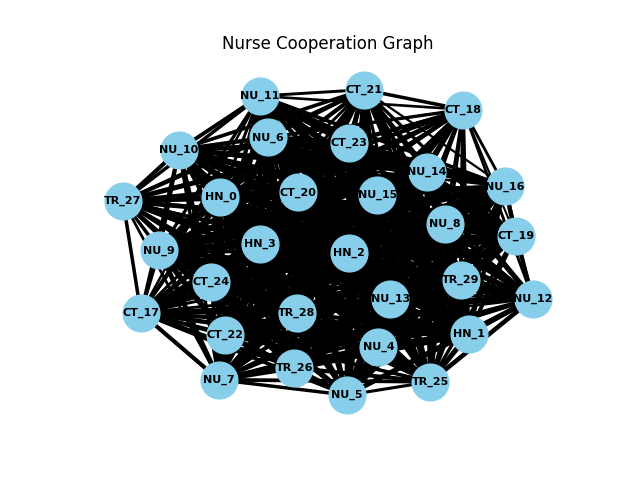 Nurse Cooperation Graph
CT_21
NU_11
CT_18
NU_6
CT_23
NU_10
NU_14
NU_16
CT_20
NU_15
HN_0
TR_27
NU_8
CT_19
HN_3
NU_9
HN_2
TR_29
CT_24
NU_13
NU_12
CT_17
TR_28
HN_1
CT_22
NU_4
TR_26
NU_7
TR_25
NU_5